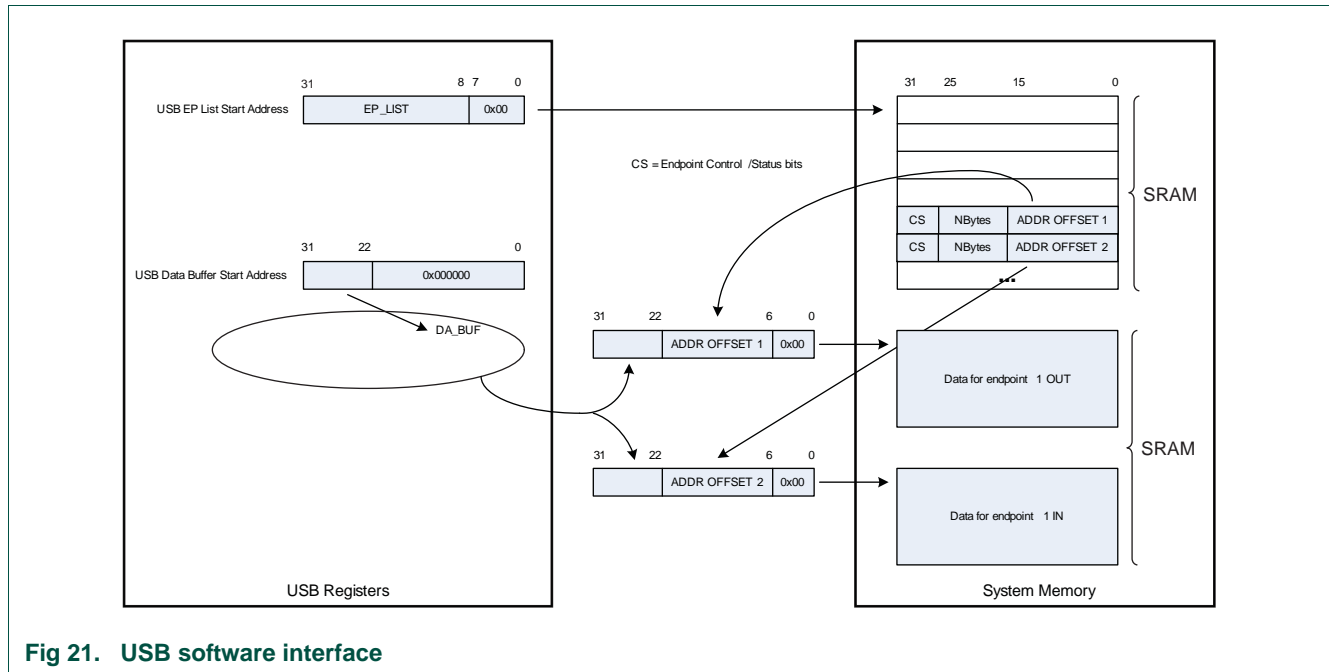 31 8 7 0
USB EP List Start Address EP_LIST 0x00
31 25 15 0
CS = Endpoint Control /Status bits
SRAM
CS NBytes ADDR OFFSET 1
CS NBytes ADDR OFFSET 2
...
31 22 0
USB Data Buffer Start Address 0x000000
DA_BUF
31 22 6 0
ADDR OFFSET 1 0x00
Data for endpoint 1 OUT
SRAM
31 22 6 0
ADDR OFFSET 2 0x00
Data for endpoint 1 IN
USB Registers
System Memory
Fig 21. USB software interface